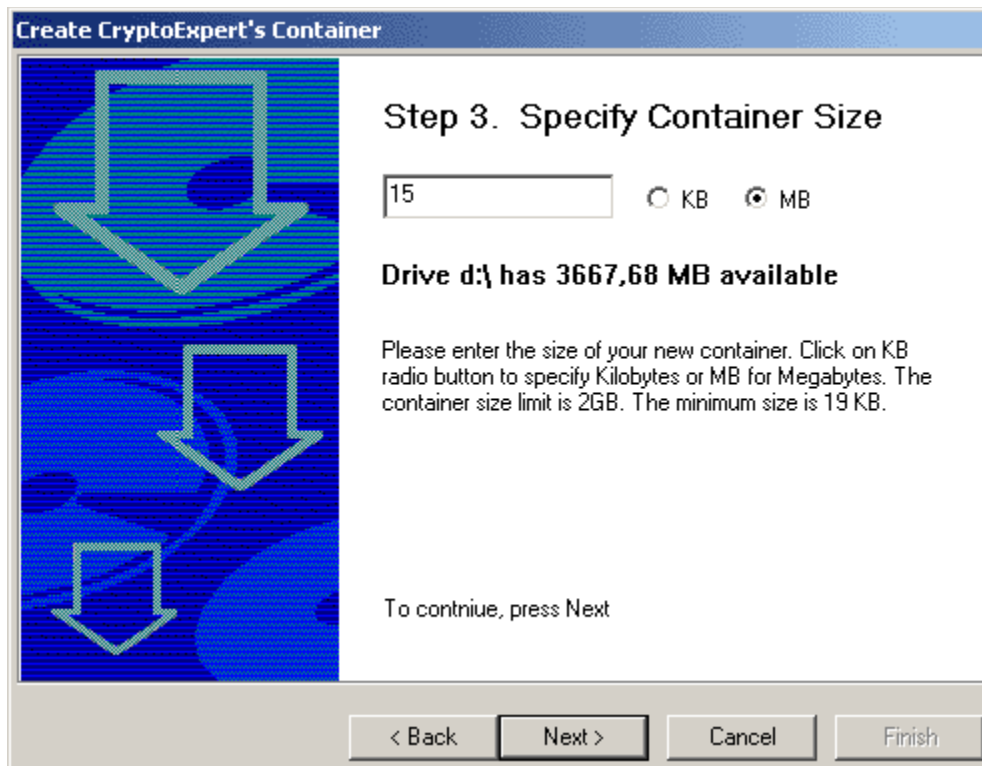 Create CryptoExpert's Container
Step 3. Specify Container Size
15 KB MB
Drive d:\ has 3667,68 MB available
Please enter the size of your new container. Click on KB
radio button to specify Kilobytes or MB for Megabytes. The
container size limit is 2GB. The minimum size is 19 KB.
To contniue, press Next
< Back Next > Cancel Finish